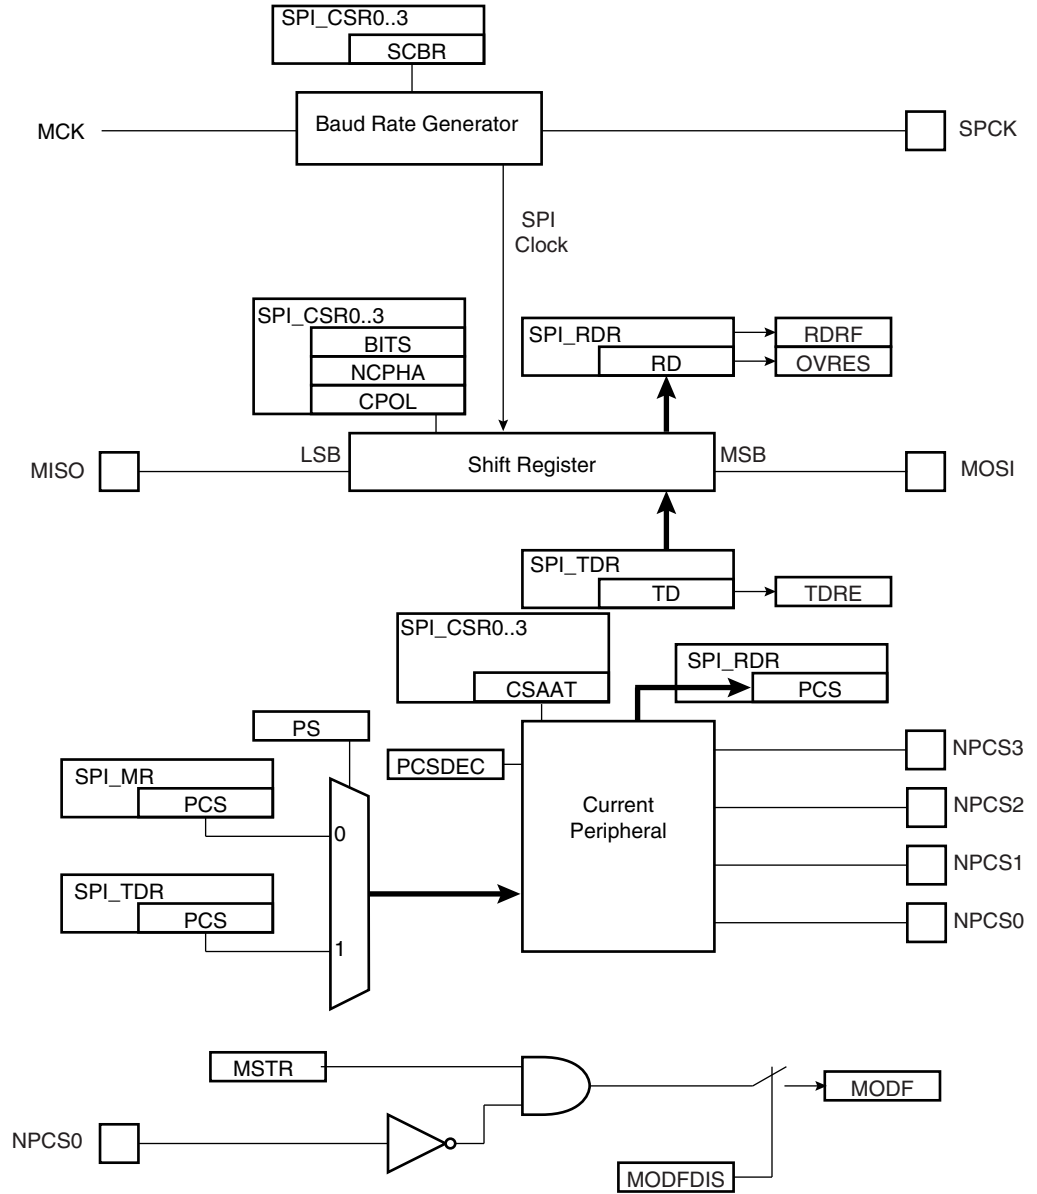 SPI_CSR0..3
SCBR
MCK
Baud Rate Generator
SPCK
SPI
Clock
SPI_CSR0..3
BITS
NCPHA
CPOL
SPI_RDR
RD
RDRF
OVRES
MISO
LSB
Shift Register
MSB
MOSI
SPI_TDR
TD
TDRE
SPI_CSR0..3
CSAAT
SPI_RDR
PCS
PS
PCSDEC
SPI_MR
PCS
0
SPI_TDR
PCS
1
Current
Peripheral
NPCS3
NPCS2
NPCS1
NPCS0
MSTR
MODF
NPCS0
MODFDIS